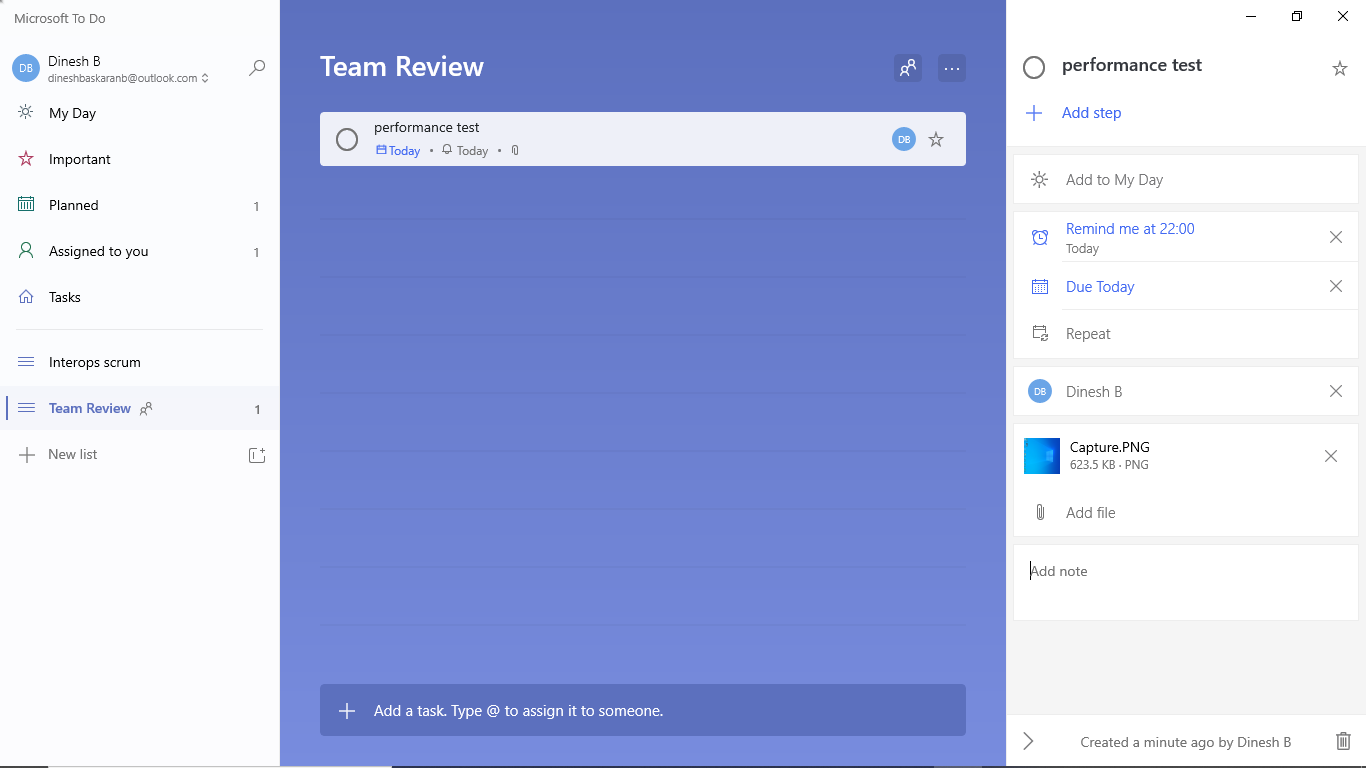 Microsoft To Do
DB
Dinesh B
dineshbaskaranb@outlook.com
My Day
Important
Planned 1
Assigned to you 1
Tasks
Interops scrum
Team Review 1
New list
Team Review
performance test
Today • Today •
DB
Add a task. Type @ to assign it to someone.
performance test
Add step
Add to My Day
Remind me at 22:00
Today
Due Today
Repeat
DB Dinesh B
Capture.PNG
623.5 KB · PNG
Add file
Add note
Created a minute ago by Dinesh B